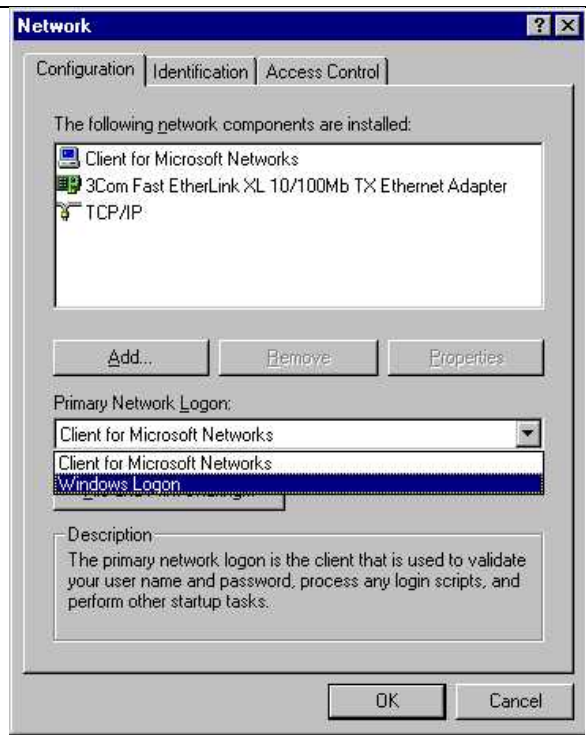 Network
Configuration Identification Access Control
The following network components are installed:
Client for Microsoft Networks
3Com Fast EtherLink XL 10/100Mb TX Ethernet Adapter
TCP/IP
Add... Remove Properties
Primary Network Logon:
Client for Microsoft Networks
Client for Microsoft Networks
Windows Logon
Description
The primary network logon is the client that is used to validate
your user name and password, process any login scripts, and
perform other startup tasks.
OK Cancel